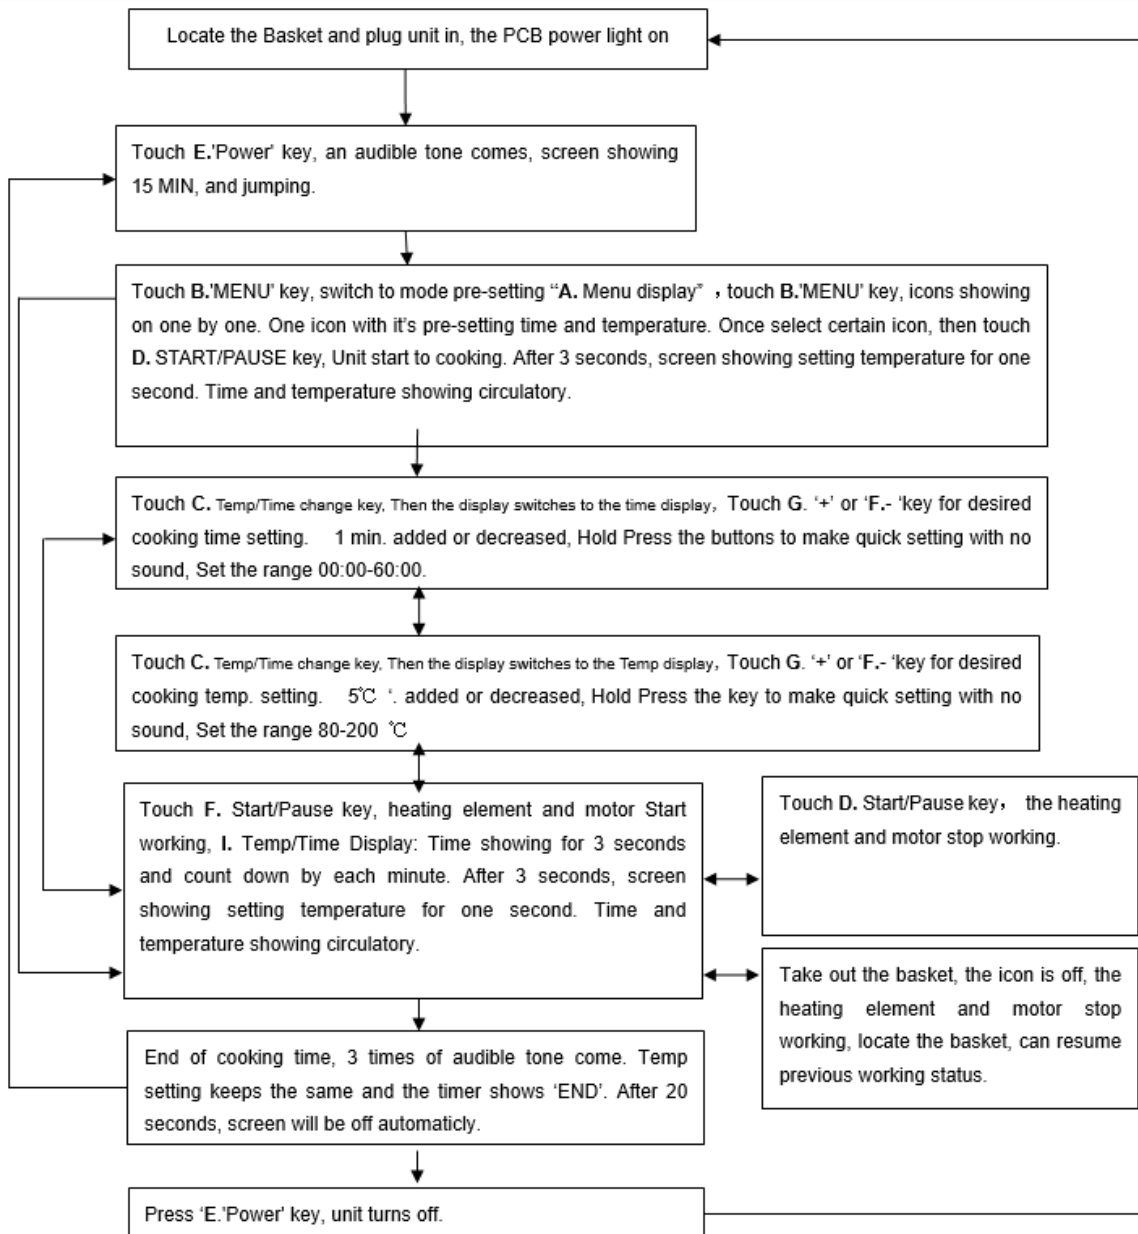 Locate the Basket and plug unit in, the PCB power light on
Touch E.'Power' key, an audible tone comes, screen showing
15 MIN, and jumping.
Touch B.'MENU' key, switch to mode pre-setting “A. Menu display” ，touch B.'MENU' key, icons showing
on one by one. One icon with it's pre-setting time and temperature. Once select certain icon, then touch
D. START/PAUSE key, Unit start to cooking. After 3 seconds, screen showing setting temperature for one
second. Time and temperature showing circulatory.
Touch C. Temp/Time change key, Then the display switches to the time display, Touch G. ‘+’ or ‘F.- ‘key for desired
cooking time setting. 1 min. added or decreased, Hold Press the buttons to make quick setting with no
sound, Set the range 00:00-60:00.
Touch C. Temp/Time change key, Then the display switches to the Temp display, Touch G. ‘+’ or ‘F.- ‘key for desired
cooking temp. setting. 5℃ ‘. added or decreased, Hold Press the key to make quick setting with no
sound, Set the range 80-200 ℃
Touch F. Start/Pause key, heating element and motor Start
working, I. Temp/Time Display: Time showing for 3 seconds
and count down by each minute. After 3 seconds, screen
showing setting temperature for one second. Time and
temperature showing circulatory.
Touch D. Start/Pause key， the heating
element and motor stop working.
Take out the basket, the icon is off, the
heating element and motor stop
working, locate the basket, can resume
previous working status.
End of cooking time, 3 times of audible tone come. Temp
setting keeps the same and the timer shows ‘END’. After 20
seconds, screen will be off automaticly.
Press ‘E.'Power' key, unit turns off.